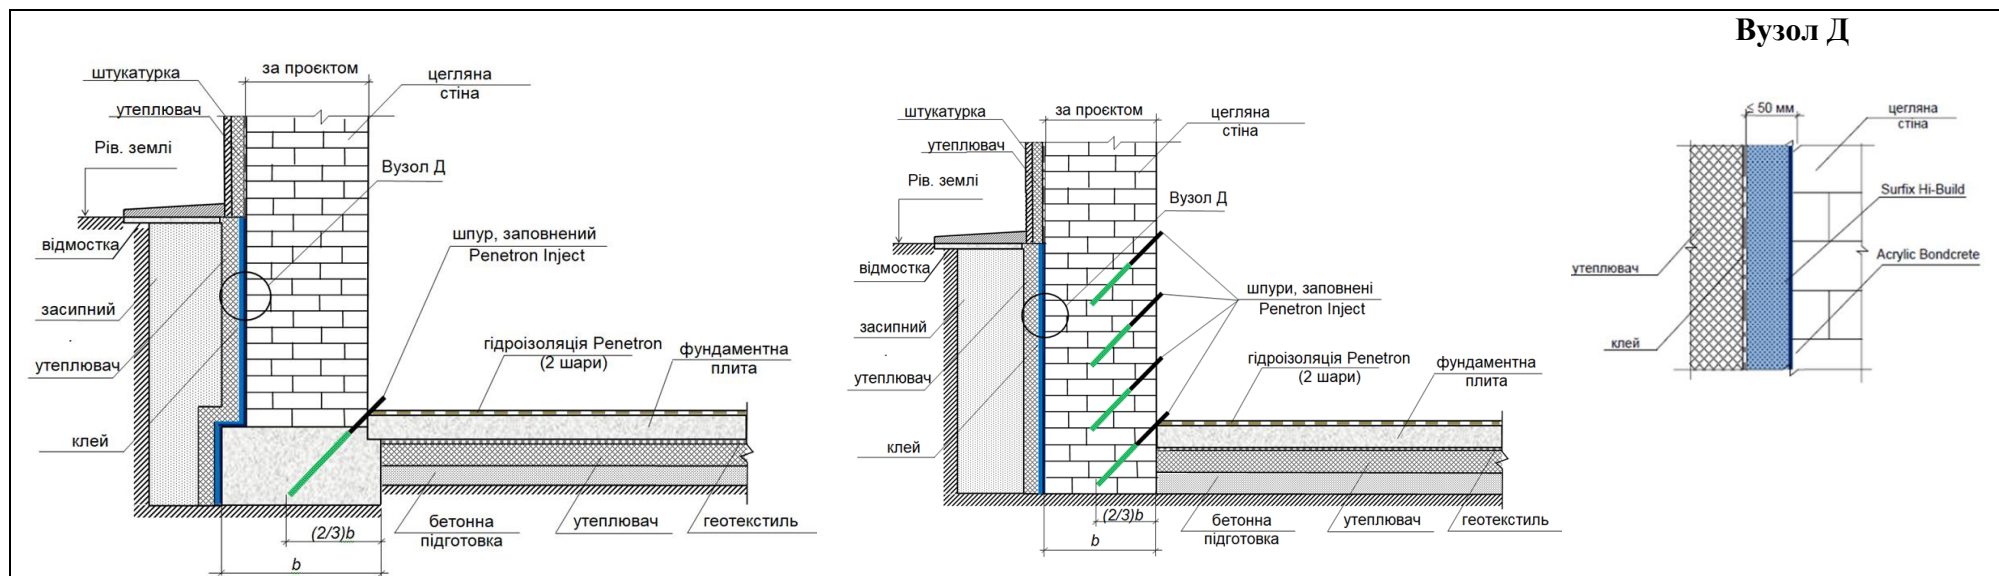 Вузол Д
штукатурка
за проєктом
цегляна
стіна
утеплювач
Рів. землі
Вузол Д
відмостка
шпур, заповнений
Penetron Inject
засипний
утеплювач
гідроізоляція Penetron
(2 шари)
фундаментна
плита
клей
(2/3)b
b
бетонна
підготовка
утеплювач
геотекстиль
штукатурка
за проєктом
цегляна
стіна
утеплювач
Рів. землі
Вузол Д
відмостка
шпури, заповнені
Penetron Inject
засипний
утеплювач
гідроізоляція Penetron
(2 шари)
фундаментна
плита
клей
(2/3)b
b
бетонна
підготовка
утеплювач
геотекстиль
≤ 50 мм
цегляна
стіна
Surfix Hi-Build
Acrylic Bondcrete
утеплювач
клей